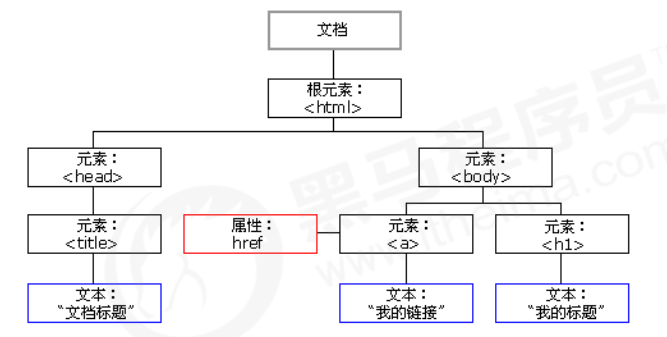 文档
根元素：
<html>
元素：
<head>
元素：
<body>
元素：
<title>
属性：
href
元素：
<a>
元素：
<h1>
文本：
“文档标题”
文本：
“我的链接”
文本：
“我的标题”
黑马程序员
www.itheima.com